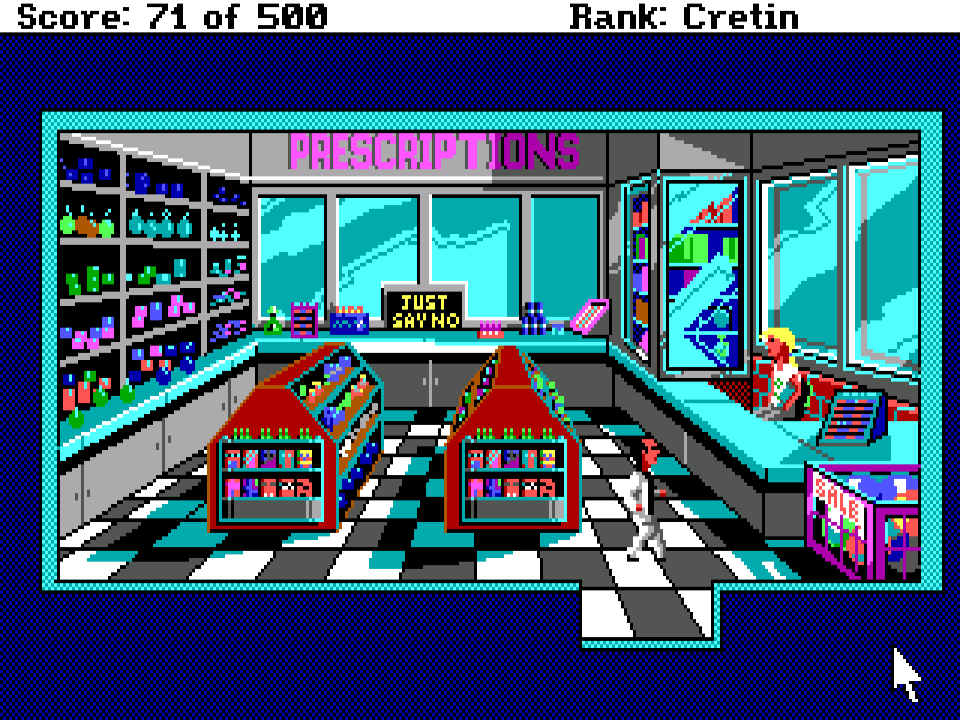 Score: 71 of 500 Rank: Cretin
PRESCRIPTIONS
JUST
SAY NO
SALE